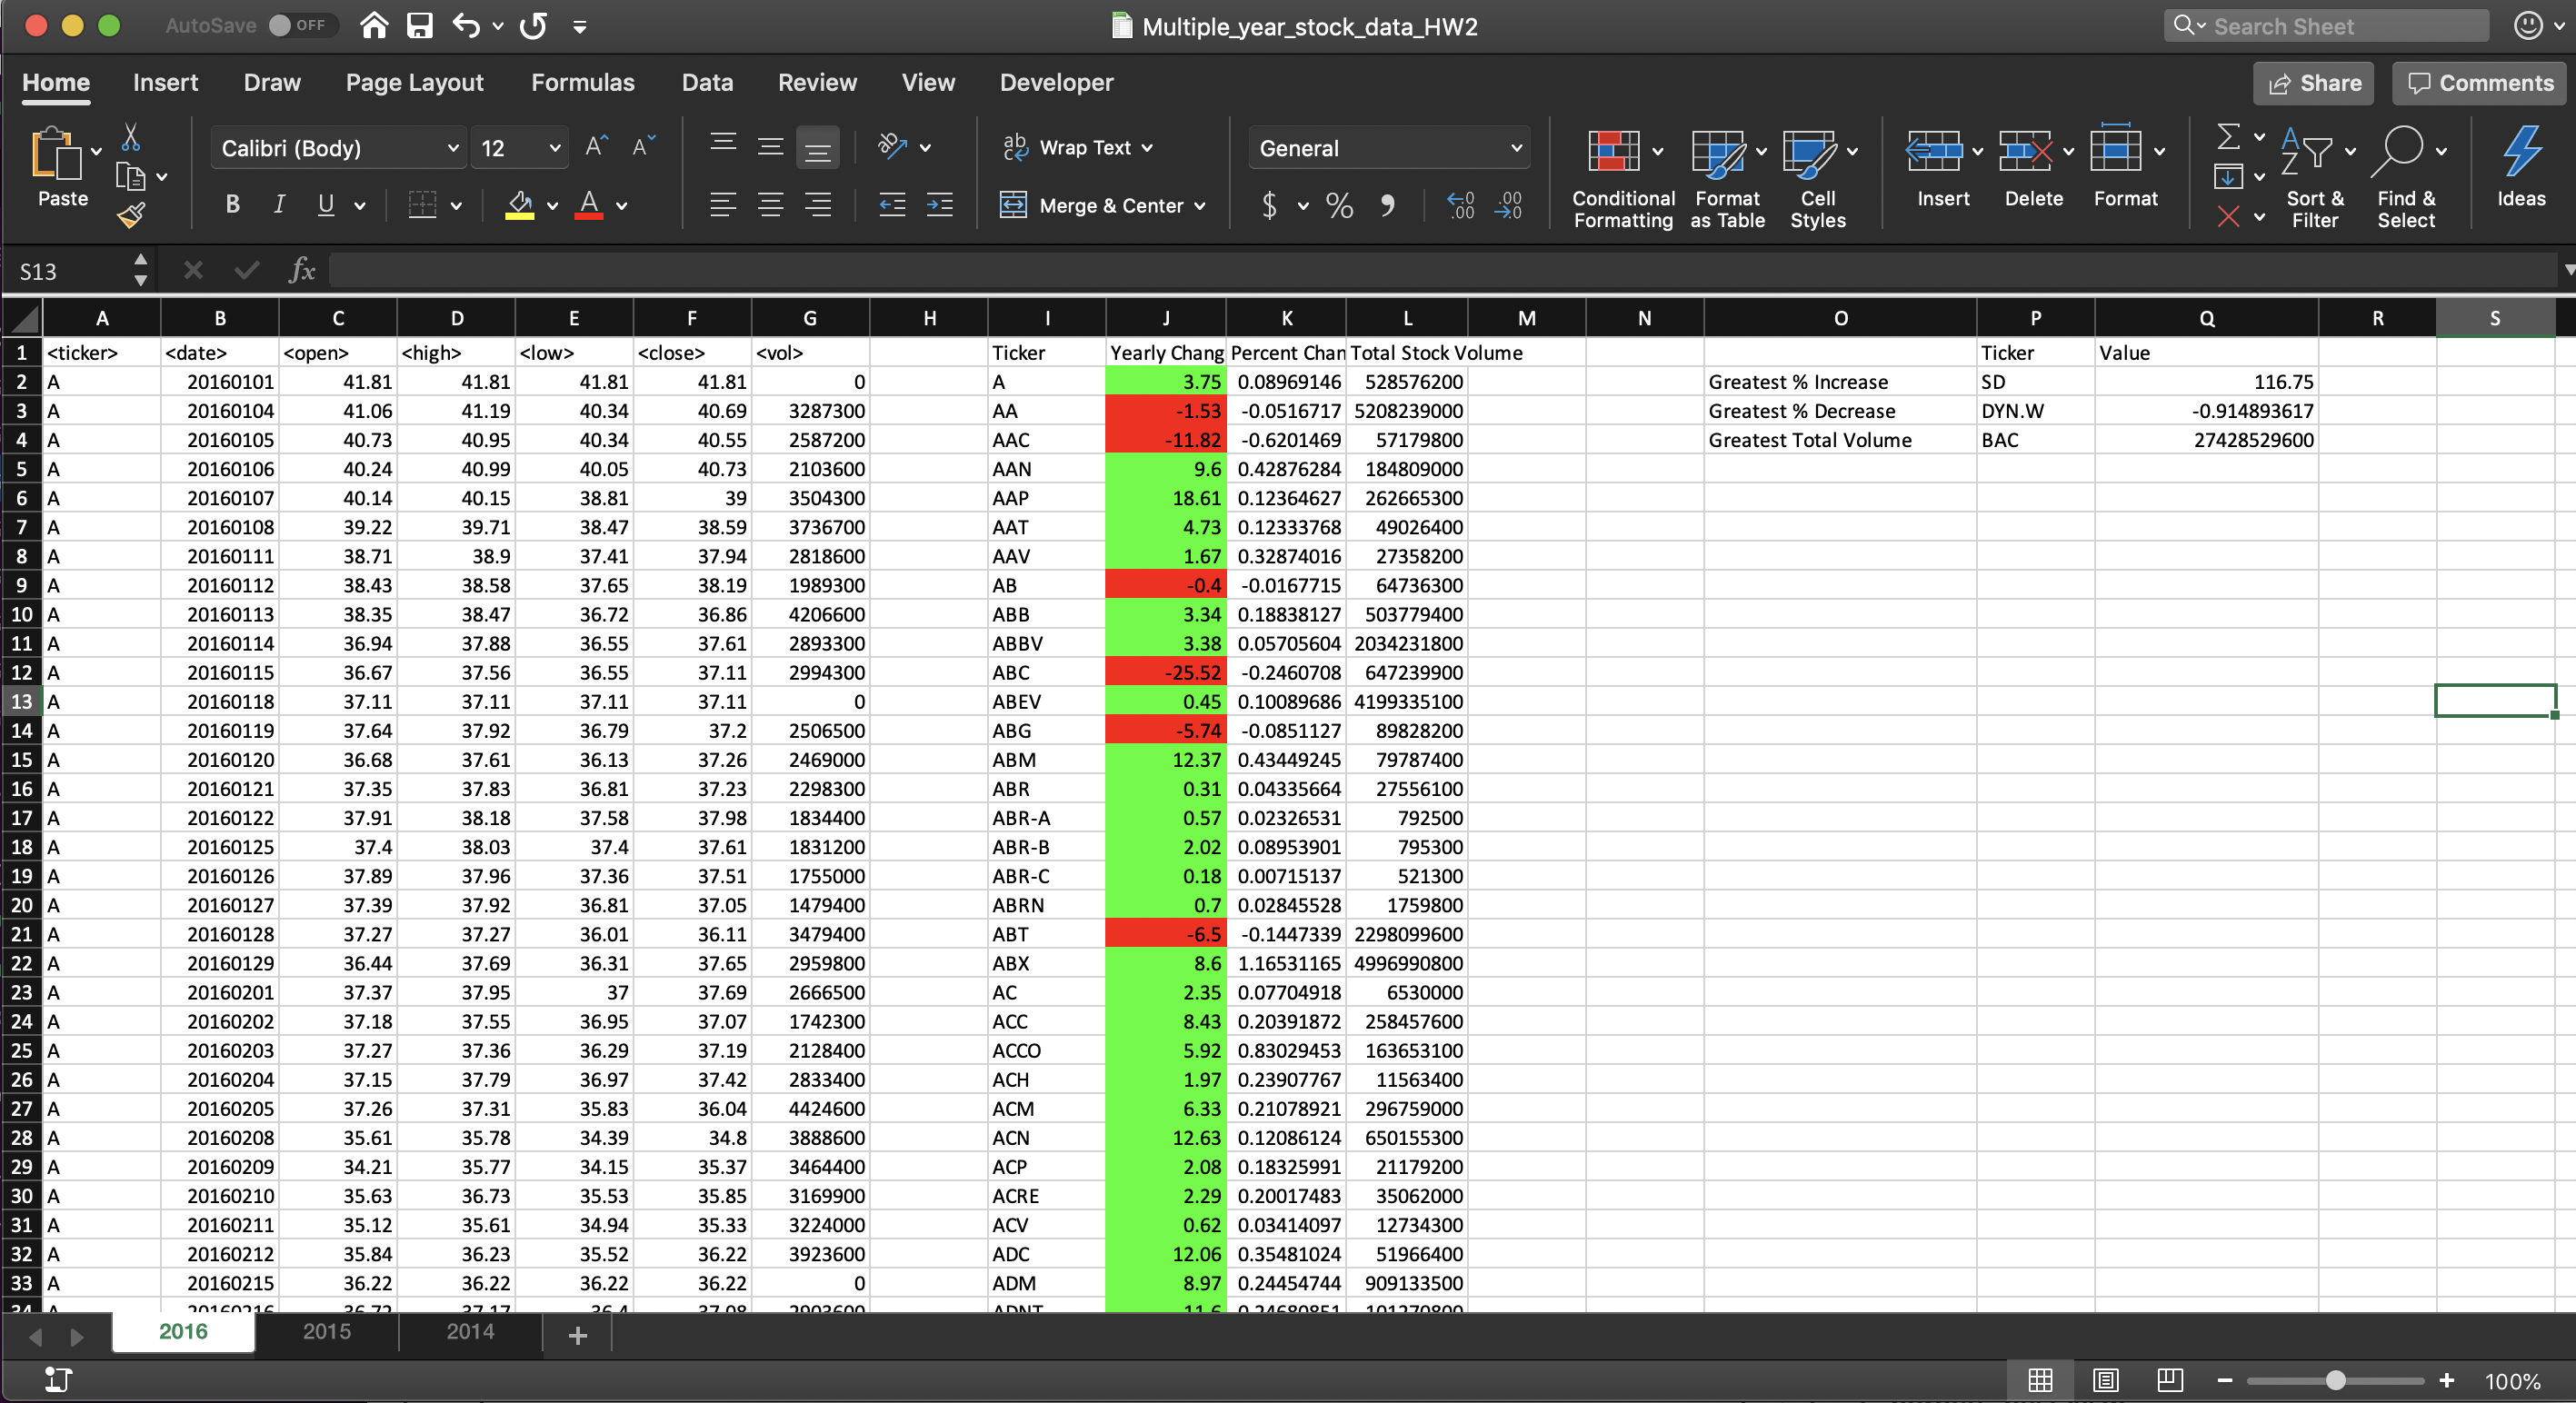 AutoSave OFF Multiple_year_stock_data_HW2 Search Sheet
Home Insert Draw Page Layout Formulas Data Review View Developer Share Comments
Paste Calibri (Body) 12 A A ab Wrap Text General Conditional Formatting Format as Table Cell Styles Insert Delete Format Sort & Filter Find & Select Ideas
B I U A Merge & Center $ % , .00 .00
S13 fx
A B C D E F G H I J K L M N O P Q R S
1 <ticker> <date> <open> <high> <low> <close> <vol> Ticker Yearly Chang Percent Chan Total Stock Volume Ticker Value
2 A 20160101 41.81 41.81 41.81 41.81 0 A 3.75 0.08969146 528576200 Greatest % Increase SD 116.75
3 A 20160104 41.06 41.19 40.34 40.69 3287300 AA -1.53 -0.0516717 5208239000 Greatest % Decrease DYN.W -0.914893617
4 A 20160105 40.73 40.95 40.34 40.55 2587200 AAC -11.82 -0.6201469 57179800 Greatest Total Volume BAC 27428529600
5 A 20160106 40.24 40.99 40.05 40.73 2103600 AAN 9.6 0.42876284 184809000
6 A 20160107 40.14 40.15 38.81 39 3504300 AAP 18.61 0.12364627 262665300
7 A 20160108 39.22 39.71 38.47 38.59 3736700 AAT 4.73 0.12333768 49026400
8 A 20160111 38.71 38.9 37.41 37.94 2818600 AAV 1.67 0.32874016 27358200
9 A 20160112 38.43 38.58 37.65 38.19 1989300 AB -0.4 -0.0167715 64736300
10 A 20160113 38.35 38.47 36.72 36.86 4206600 ABB 3.34 0.18838127 503779400
11 A 20160114 36.94 37.88 36.55 37.61 2893300 ABBV 3.38 0.05705604 2034231800
12 A 20160115 36.67 37.56 36.55 37.11 2994300 ABC -25.52 -0.2460708 647239900
13 A 20160118 37.11 37.11 37.11 37.11 0 ABEV 0.45 0.10089686 4199335100
14 A 20160119 37.64 37.92 36.79 37.2 2506500 ABG -5.74 -0.0851127 89828200
15 A 20160120 36.68 37.61 36.13 37.26 2469000 ABM 12.37 0.43449245 79787400
16 A 20160121 37.35 37.83 36.81 37.23 2298300 ABR 0.31 0.04335664 27556100
17 A 20160122 37.91 38.18 37.58 37.98 1834400 ABR-A 0.57 0.02326531 792500
18 A 20160125 37.4 38.03 37.4 37.61 1831200 ABR-B 2.02 0.08953901 795300
19 A 20160126 37.89 37.96 37.36 37.51 1755000 ABR-C 0.18 0.00715137 521300
20 A 20160127 37.39 37.92 36.81 37.05 1479400 ABRN 0.7 0.02845528 1759800
21 A 20160128 37.27 37.27 36.01 36.11 3479400 ABT -6.5 -0.1447339 2298099600
22 A 20160129 36.44 37.69 36.31 37.65 2959800 ABX 8.6 1.16531165 4996990800
23 A 20160201 37.37 37.95 37 37.69 2666500 AC 2.35 0.07704918 6530000
24 A 20160202 37.18 37.55 36.95 37.07 1742300 ACC 8.43 0.20391872 258457600
25 A 20160203 37.27 37.36 36.29 37.19 2128400 ACCO 5.92 0.83029453 163653100
26 A 20160204 37.15 37.79 36.97 37.42 2833400 ACH 1.97 0.23907767 11563400
27 A 20160205 37.26 37.31 35.83 36.04 4424600 ACM 6.33 0.21078921 296759000
28 A 20160208 35.61 35.78 34.39 34.8 3888600 ACN 12.63 0.12086124 650155300
29 A 20160209 34.21 35.77 34.15 35.37 3464400 ACP 2.08 0.18325991 21179200
30 A 20160210 35.63 36.73 35.53 35.85 3169900 ACRE 2.29 0.20017483 35062000
31 A 20160211 35.12 35.61 34.94 35.33 3224000 ACV 0.62 0.03414097 12734300
32 A 20160212 35.84 36.23 35.52 36.22 3923600 ADC 12.06 0.35481024 51966400
33 A 20160215 36.22 36.22 36.22 36.22 0 ADM 8.97 0.24454744 909133500
2016 2015 2014
100%